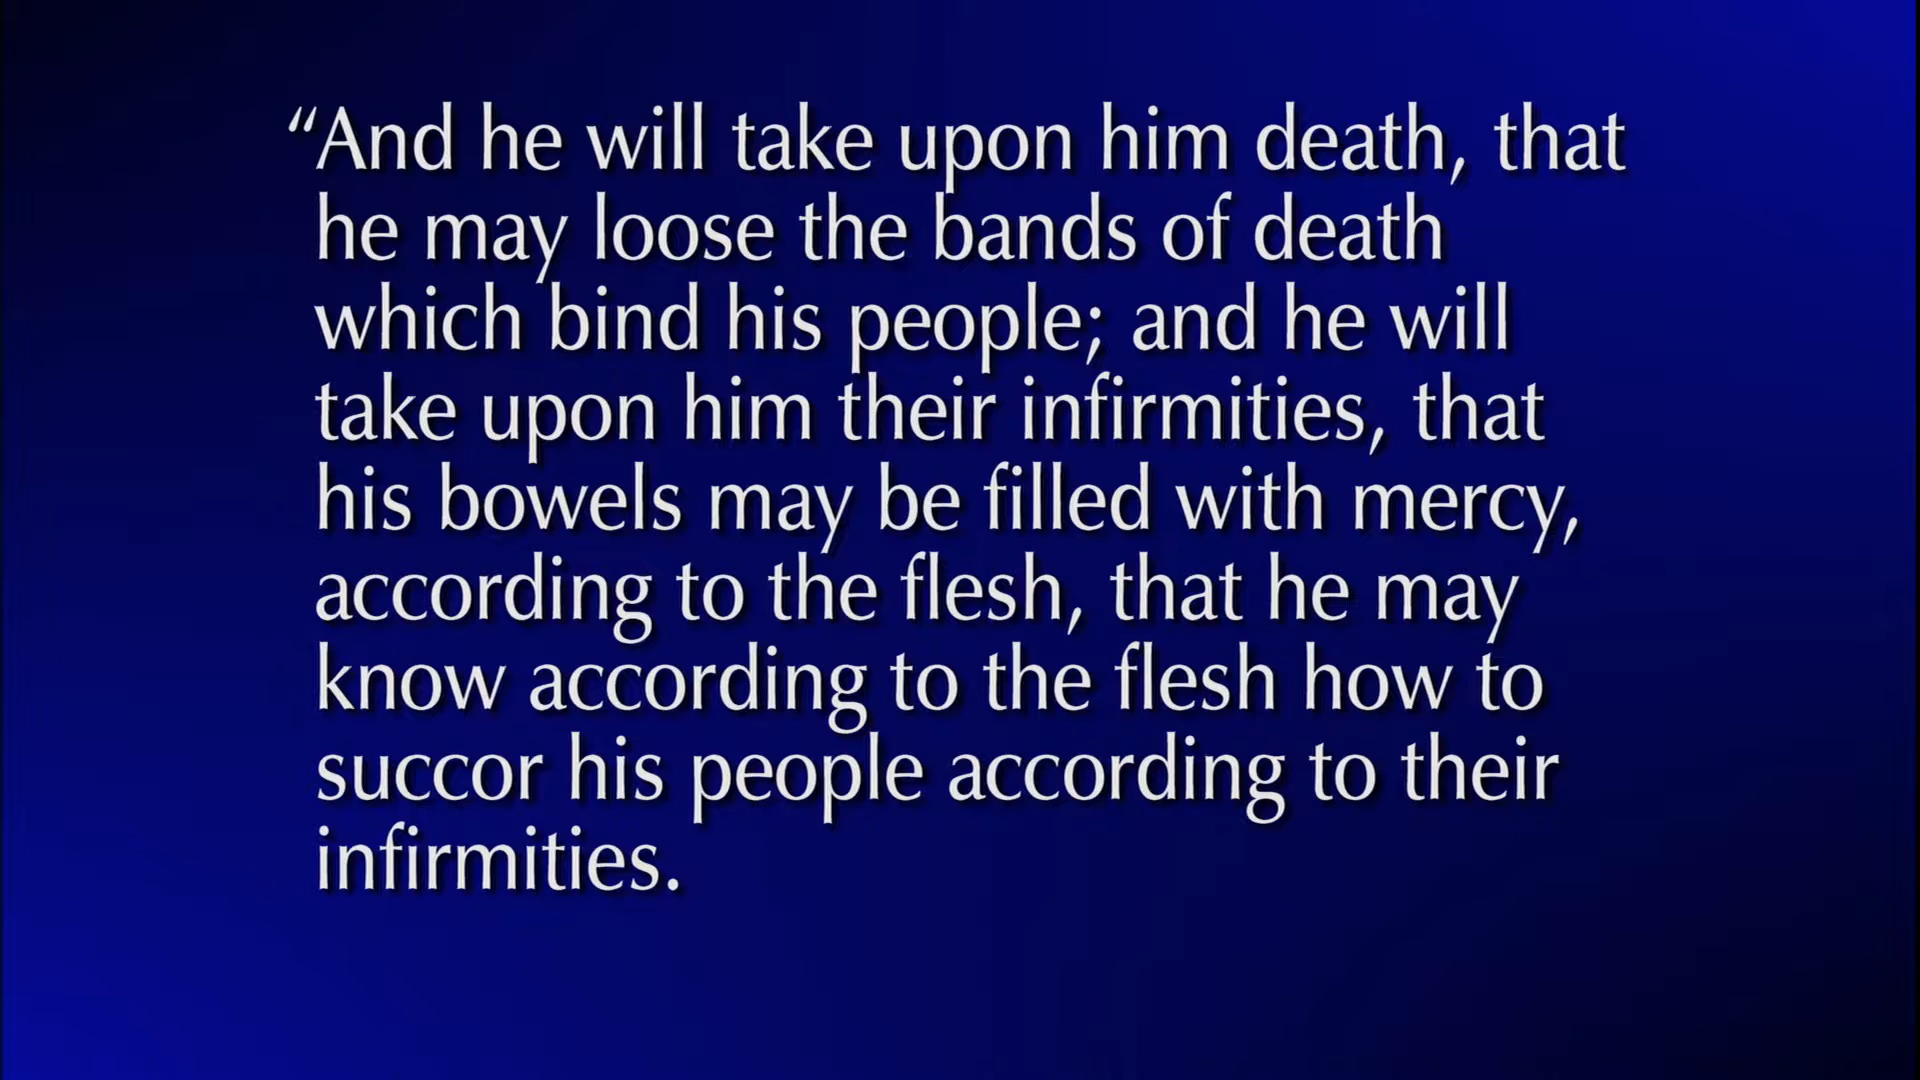 “And he will take upon him death, that
he may loose the bands of death
which bind his people; and he will
take upon him their infirmities, that
his bowels may be filled with mercy,
according to the flesh, that he may
know according to the flesh how to
succor his people according to their
infirmities.